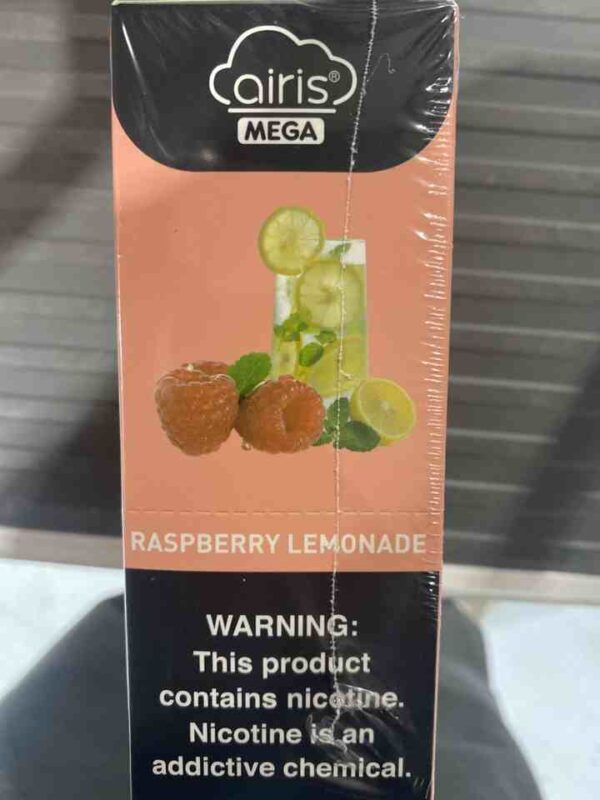 airis®
MEGA
RASPBERRY LEMONADE
WARNING:
This product
contains nicotine.
Nicotine is an
addictive chemical.